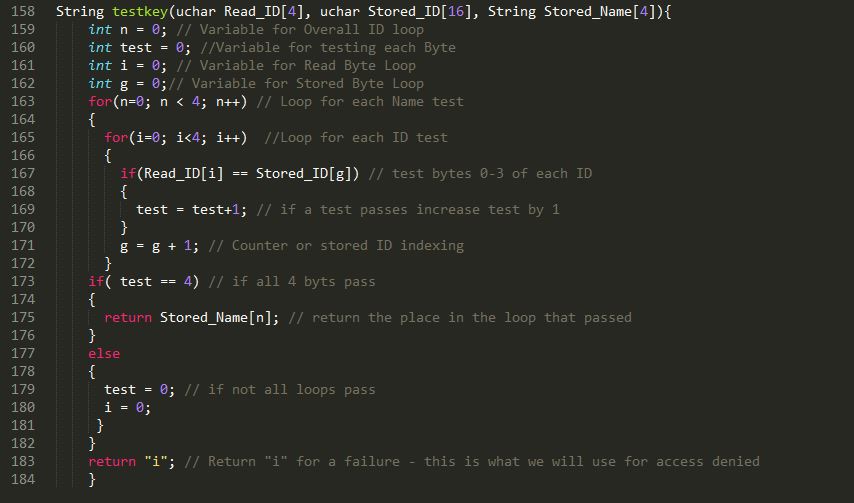 158 String testkey(uchar Read_ID[4], uchar Stored_ID[16], String Stored_Name[4]){
159 int n = 0; // Variable for Overall ID loop
160 int test = 0; //Variable for testing each Byte
161 int i = 0; // Variable for Read Byte Loop
162 int g = 0;// Variable for Stored Byte Loop
163 for(n=0; n < 4; n++) // Loop for each Name test
164 {
165 for(i=0; i<4; i++) //Loop for each ID test
166 {
167 if(Read_ID[i] == Stored_ID[g]) // test bytes 0-3 of each ID
168 {
169 test = test+1; // if a test passes increase test by 1
170 }
171 g = g + 1; // Counter or stored ID indexing
172 }
173 if( test == 4) // if all 4 byts pass
174 {
175 return Stored_Name[n]; // return the place in the loop that passed
176 }
177 else
178 {
179 test = 0; // if not all loops pass
180 i = 0;
181 }
182 }
183 return "i"; // Return "i" for a failure - this is what we will use for access denied
184 }